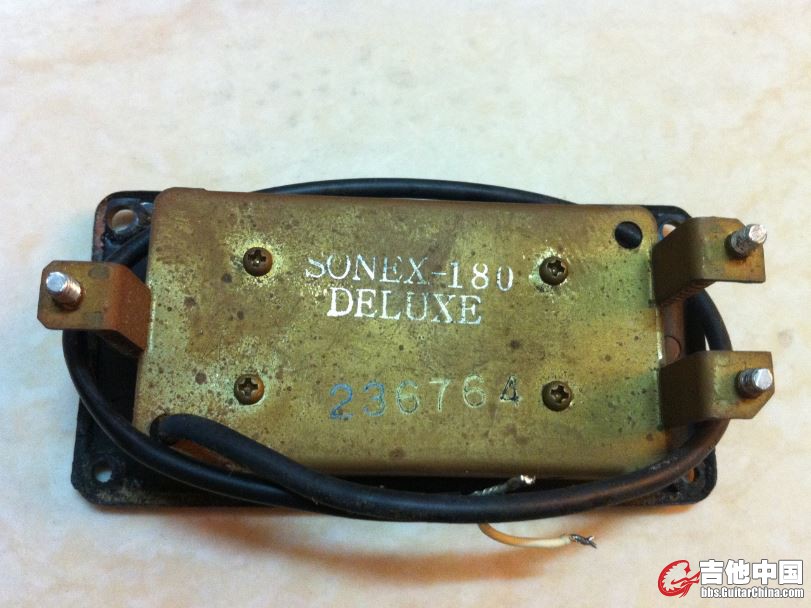 SONEX-180
DELUXE
236764
吉他中国
bbs.GuitarChina.com